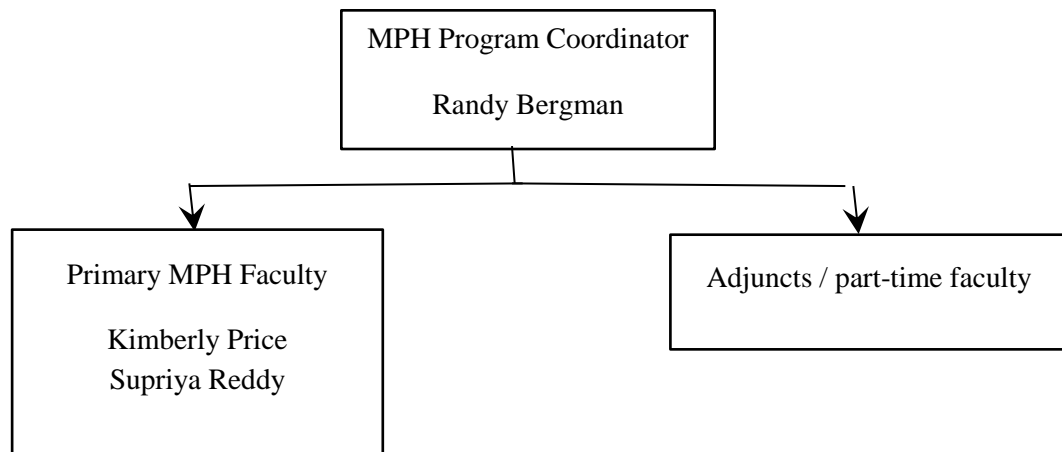 MPH Program Coordinator
Randy Bergman
Primary MPH Faculty
Kimberly Price
Supriya Reddy
Adjuncts / part-time faculty